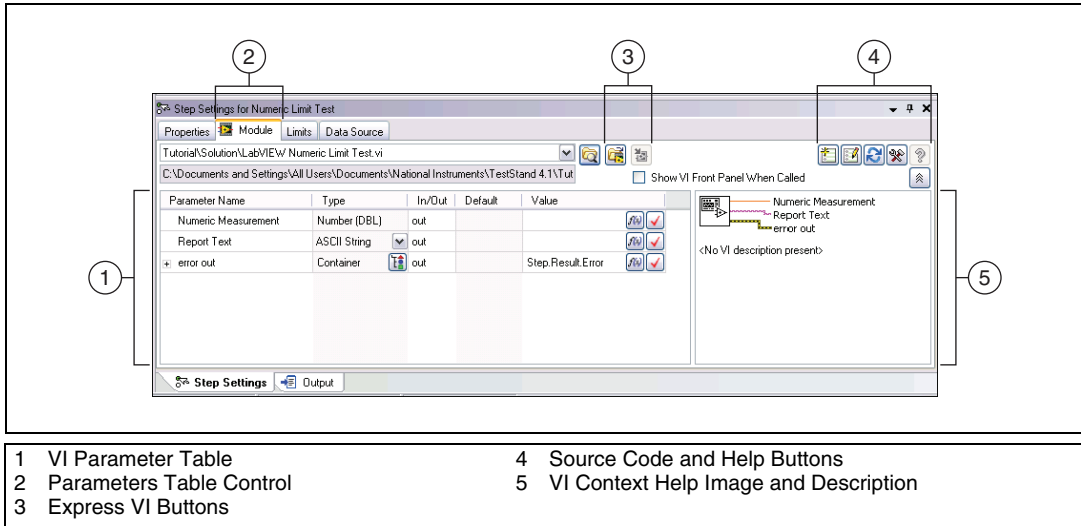 2
3
4
Step Settings for Numeric Limit Test
Properties Module Limits Data Source
Tutorial\Solution\LabVIEW Numeric Limit Test.vi
C:\Documents and Settings\All Users\Documents\National Instruments\TestStand 4.1\Tut
Show VI Front Panel When Called
Parameter Name Type In/Out Default Value
Numeric Measurement Number (DBL) out f(x)
Report Text ASCII String out f(x)
+ error out Container out Step.Result.Error f(x)
Numeric Measurement
Report Text
error out
<No VI description present>
1
5
Step Settings Output
1 VI Parameter Table
2 Parameters Table Control
3 Express VI Buttons
4 Source Code and Help Buttons
5 VI Context Help Image and Description